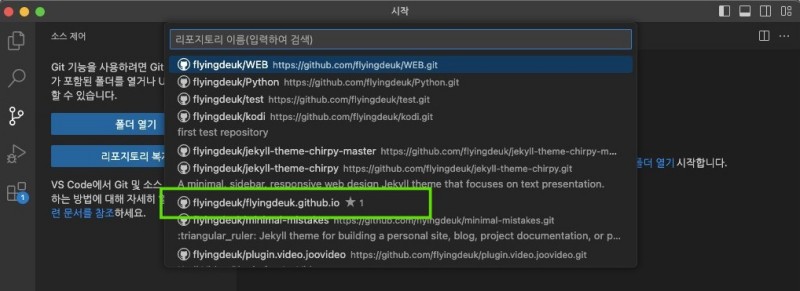 시작
소스 제어
Git 기능을 사용하려면 Git
가 포함된 폴더를 열거나 U
할 수 있습니다.
폴더 열기
리포지토리 복제
VS Code에서 Git 및 소스
하는 방법에 대해 자세히
련 문서를 참조하세요.
1
리포지토리 이름(입력하여 검색)
flyingdeuk/WEB https://github.com/flyingdeuk/WEB.git
flyingdeuk/Python https://github.com/flyingdeuk/Python.git
flyingdeuk/test https://github.com/flyingdeuk/test.git
flyingdeuk/kodi https://github.com/flyingdeuk/kodi.git
first test repository
flyingdeuk/jekyll-theme-chirpy-master https://github.com/flyingdeuk/jekyll-theme-chirpy-m...
flyingdeuk/jekyll-theme-chirpy https://github.com/flyingdeuk/jekyll-theme-chirpy.git
A minimal, sidebar, responsive web design Jekyll theme that focuses on text presentation.
flyingdeuk/flyingdeuk.github.io ★ 1
flyingdeuk/minimal-mistakes https://github.com/flyingdeuk/minimal-mistakes.git
:triangular_ruler: Jekyll theme for building a personal site, blog, project documentation, or p...
flyingdeuk/plugin.video.joovideo https://github.com/flyingdeuk/plugin.video.joovideo.git
폴더 열기 시작합니다.